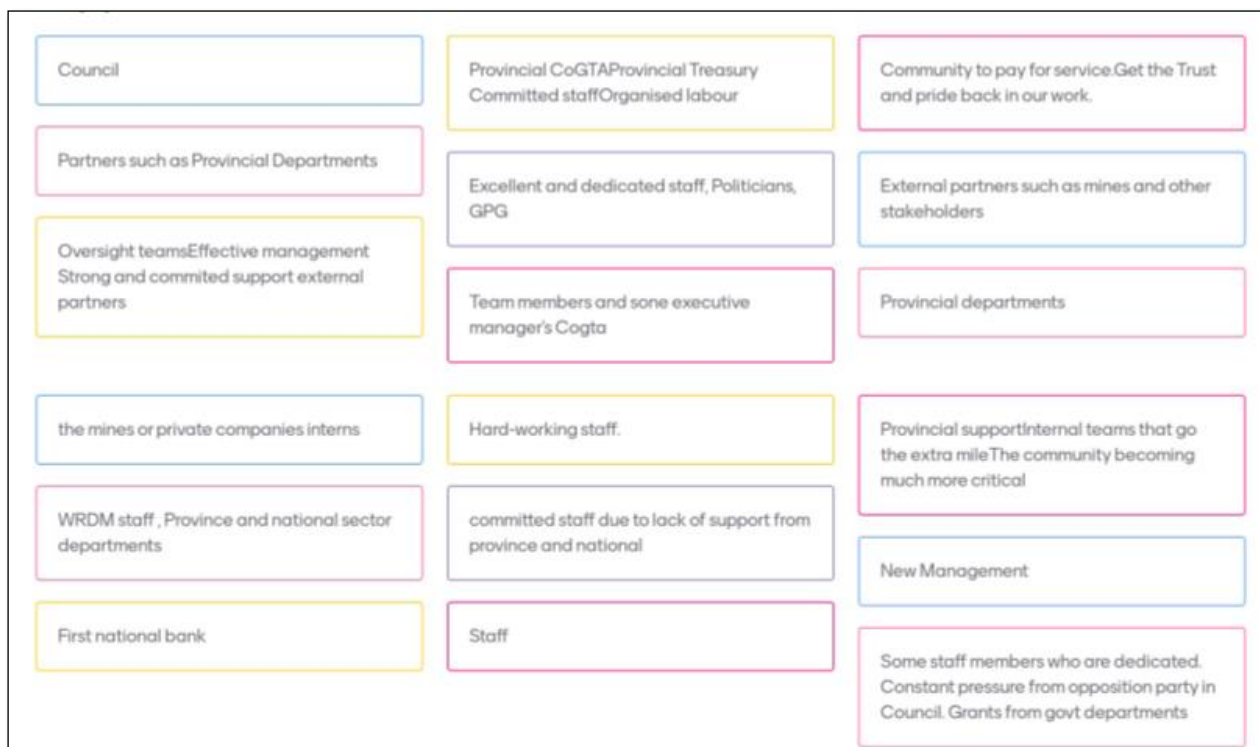 Council
Partners such as Provincial Departments
Oversight teamsEffective management
Strong and commited support external
partners
Provincial CoGTAProvincial Treasury
Committed staffOrganised labour
Excellent and dedicated staff, Politicians,
GPG
Team members and sone executive
manager's Cogta
Community to pay for service.Get the Trust
and pride back in our work.
External partners such as mines and other
stakeholders
Provincial departments
the mines or private companies interns
WRDM staff , Province and national sector
departments
First national bank
Hard-working staff.
committed staff due to lack of support from
province and national
Staff
Provincial supportInternal teams that go
the extra mileThe community becoming
much more critical
New Management
Some staff members who are dedicated.
Constant pressure from opposition party in
Council. Grants from govt departments